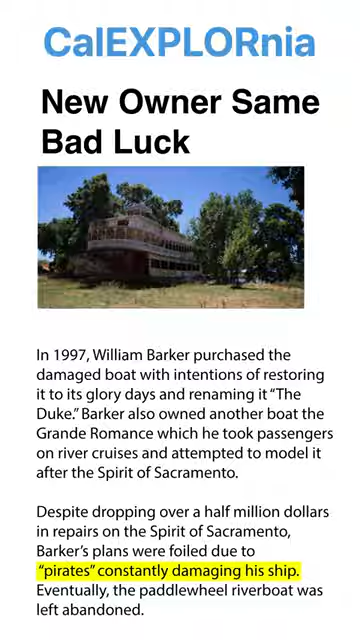 CalEXPLORnia
New Owner Same
Bad Luck
In 1997, William Barker purchased the
damaged boat with intentions of restoring
it to its glory days and renaming it “The
Duke.” Barker also owned another boat the
Grande Romance which he took passengers
on river cruises and attempted to model it
after the Spirit of Sacramento.
Despite dropping over a half million dollars
in repairs on the Spirit of Sacramento,
Barker’s plans were foiled due to
“pirates” constantly damaging his ship.
Eventually, the paddlewheel riverboat was
left abandoned.